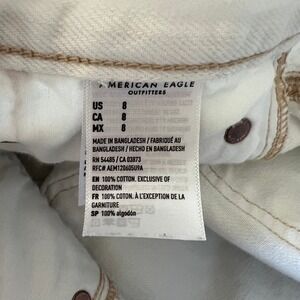 AMERICAN EAGLE
OUTFITTERS
US 8
CA 8
MX 8
MADE IN BANGLADESH / FABRIQUÉ AU
BANGLADESH / HECHO EN BANGLADESH
RN 54485 / CA 03873
RFC# AEM120605U9A
EN 100% COTTON. EXCLUSIVE OF
DECORATION
FR 100% COTON. À L'EXCEPTION DE LA
GARNITURE
SP 100% algodón